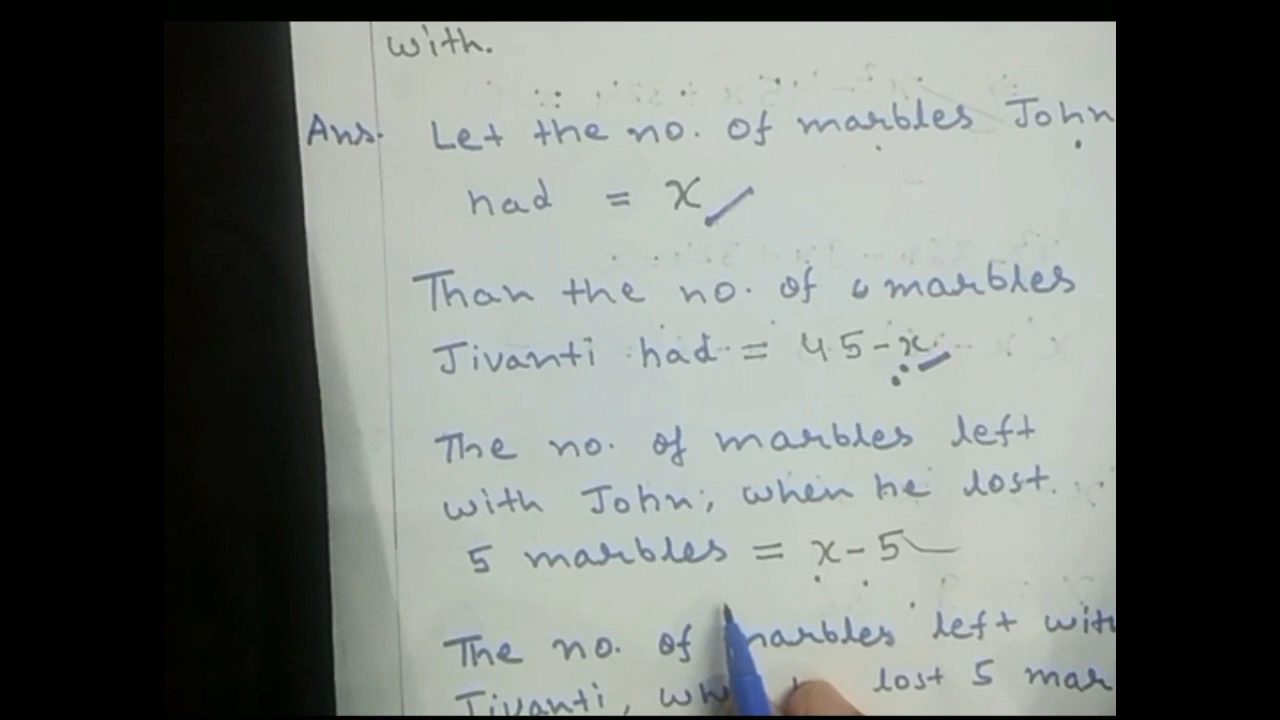 with.
Ans. Let the no. of marbles John
had = x
Than the no. of marbles
Jivanti had = 45-x
The no. of marbles left
with John, when he lost
5 marbles = x-5
The no. of marbles left with
Jivanti, lost 5 mar